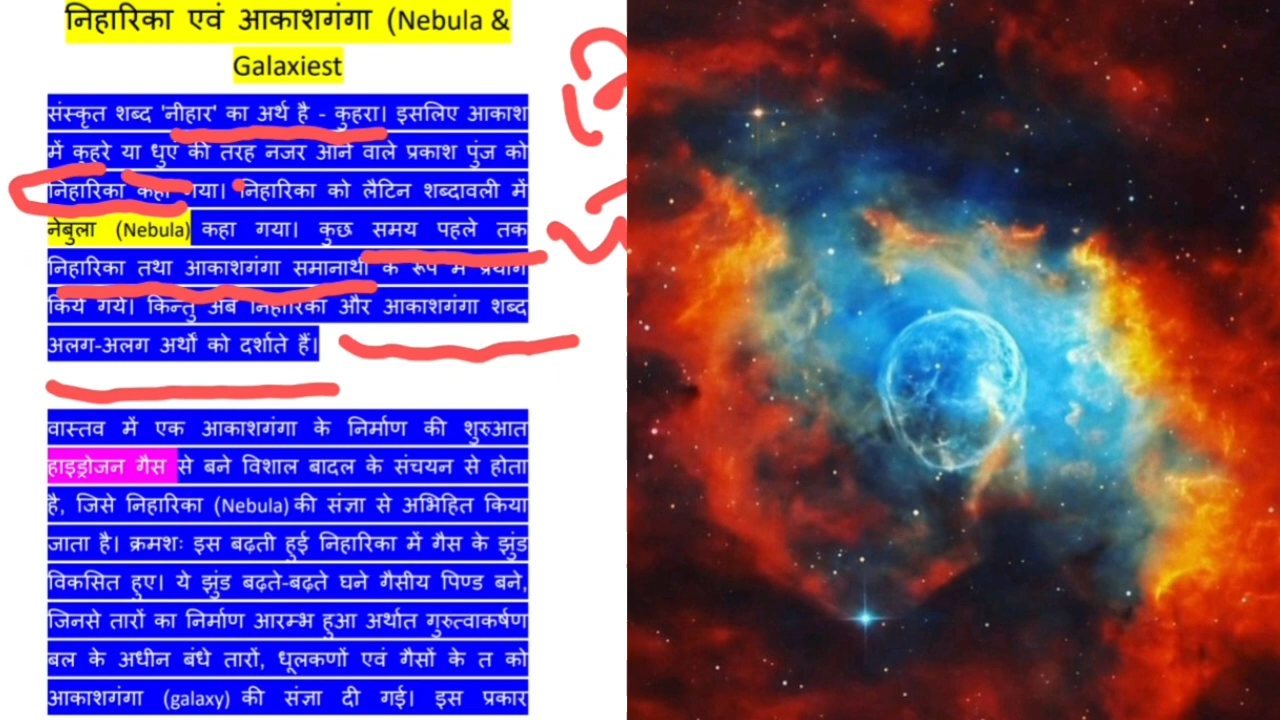 निहारिका एवं आकाशगंगा (Nebula &
Galaxiest
संस्कृत शब्द 'नीहार' का अर्थ है - कुहरा। इसलिए आकाश
में कुहरे या धुए की तरह नजर आने वाले प्रकाश पुंज को
निहारिका कहा गया। निहारिका को लैटिन शब्दावली में
नेबुला (Nebula) कहा गया। कुछ समय पहले तक
निहारिका तथा आकाशगंगा समानार्थी के रूप में प्रयोग
किये गये। किन्तु अब निहारिका और आकाशगंगा शब्द
अलग-अलग अर्थो को दर्शाते हैं।
वास्तव में एक आकाशगंगा के निर्माण की शुरुआत
हाइड्रोजन गैस से बने विशाल बादल के संचयन से होता
है, जिसे निहारिका (Nebula) की संज्ञा से अभिहित किया
जाता है। क्रमशः इस बढ़ती हुई निहारिका में गैस के झुंड
विकसित हुए। ये झुंड बढ़ते-बढ़ते घने गैसीय पिण्ड बने,
जिनसे तारों का निर्माण आरम्भ हुआ अर्थात गुरुत्वाकर्षण
बल के अधीन बंधे तारों, धूलकणों एवं गैसों के त को
आकाशगंगा (galaxy) की संज्ञा दी गई। इस प्रकार